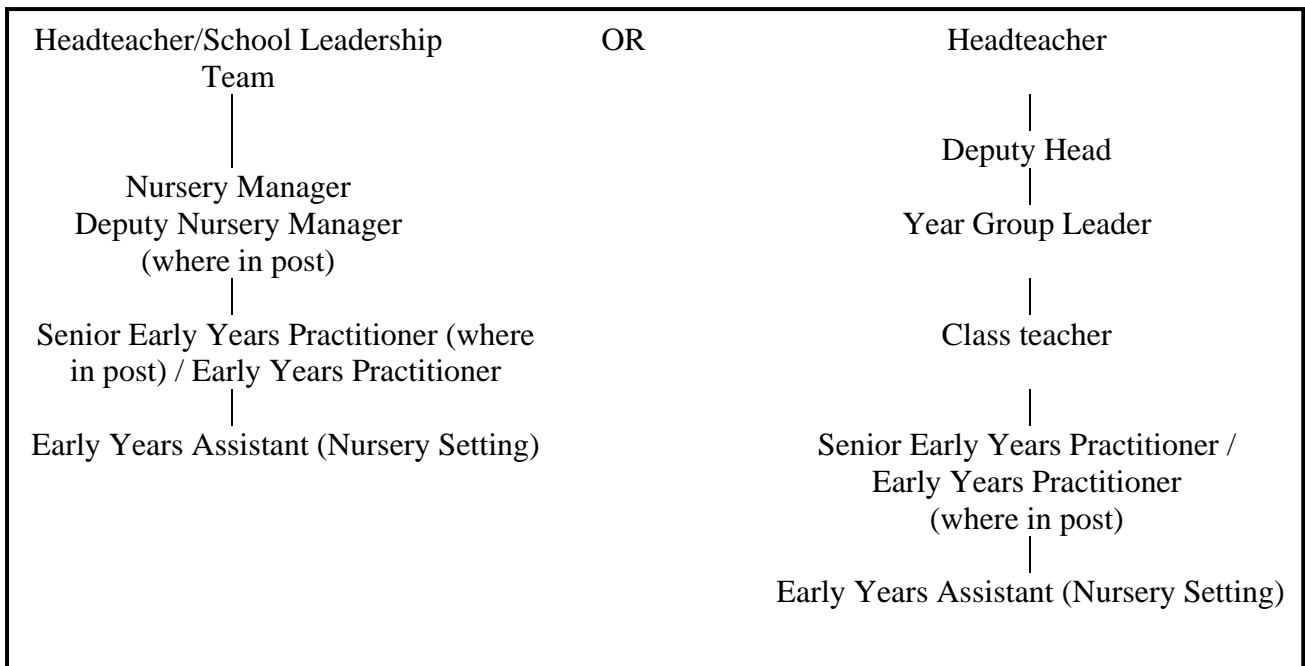 Headteacher/School Leadership
Team
Nursery Manager
Deputy Nursery Manager
(where in post)
Senior Early Years Practitioner (where
in post) / Early Years Practitioner
Early Years Assistant (Nursery Setting)
OR
Headteacher
Deputy Head
Year Group Leader
Class teacher
Senior Early Years Practitioner /
Early Years Practitioner
(where in post)
Early Years Assistant (Nursery Setting)